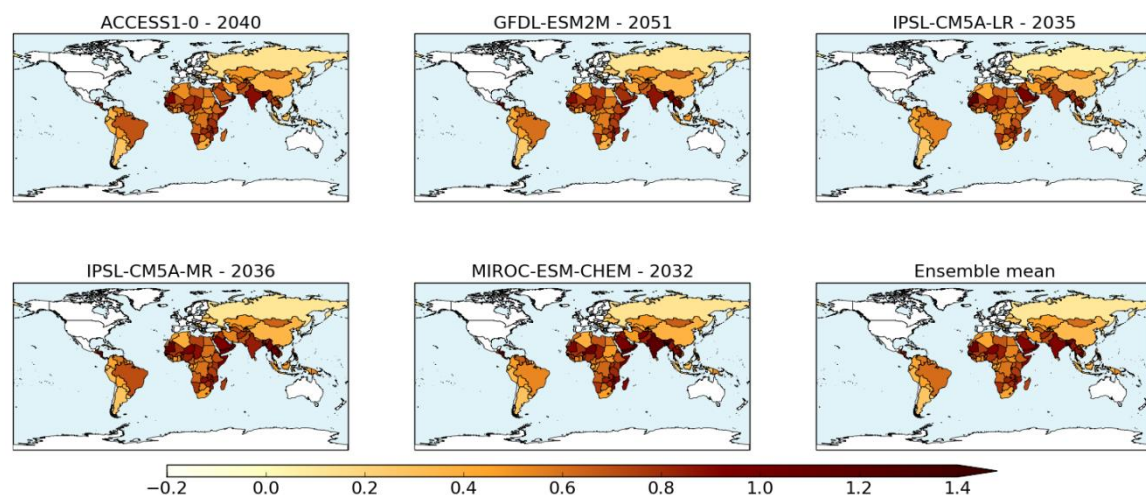 ACCESS1-0 - 2040
GFDL-ESM2M - 2051
IPSL-CM5A-LR - 2035
IPSL-CM5A-MR - 2036
MIROC-ESM-CHEM - 2032
Ensemble mean
−0.2 0.0 0.2 0.4 0.6 0.8 1.0 1.2 1.4